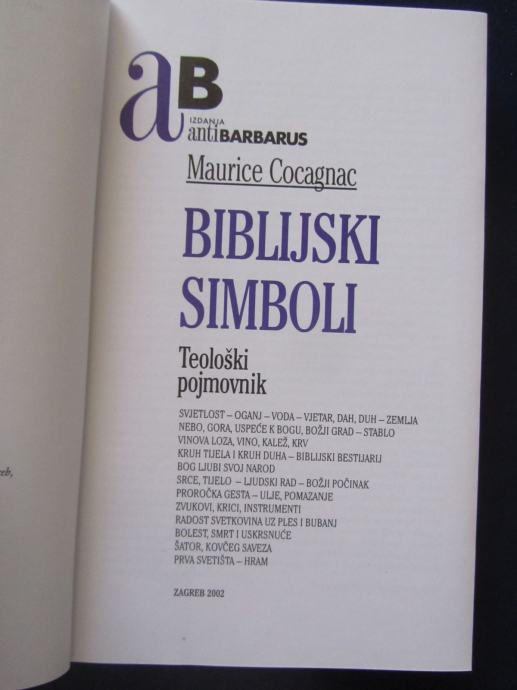 aB
IZDANJA
antiBARBARUS
Maurice Cocagnac
BIBLIJSKI
SIMBOLI
Teološki
pojmovnik
SVJETLOST – OGANJ – VODA – VJETAR, DAH, DUH – ZEMLJA
NEBO, GORA, USPEĆE K BOGU, BOŽJI GRAD – STABLO
VINOVA LOZA, VINO, KALEŽ, KRV
KRUH TIJELA I KRUH DUHA – BIBLIJSKI BESTIJARIJ
BOG LJUBI SVOJ NAROD
SRCE, TIJELO – LJUDSKI RAD – BOŽJI POČINAK
PROROČKA GESTA – ULJE, POMAZANJE
ZVUKOVI, KRICI, INSTRUMENTI
RADOST SVETKOVINA UZ PLES I BUBANJ
BOLEST, SMRT I USKRSNUĆE
ŠATOR, KOVČEG SAVEZA
PRVA SVETIŠTA – HRAM
ZAGREB 2002